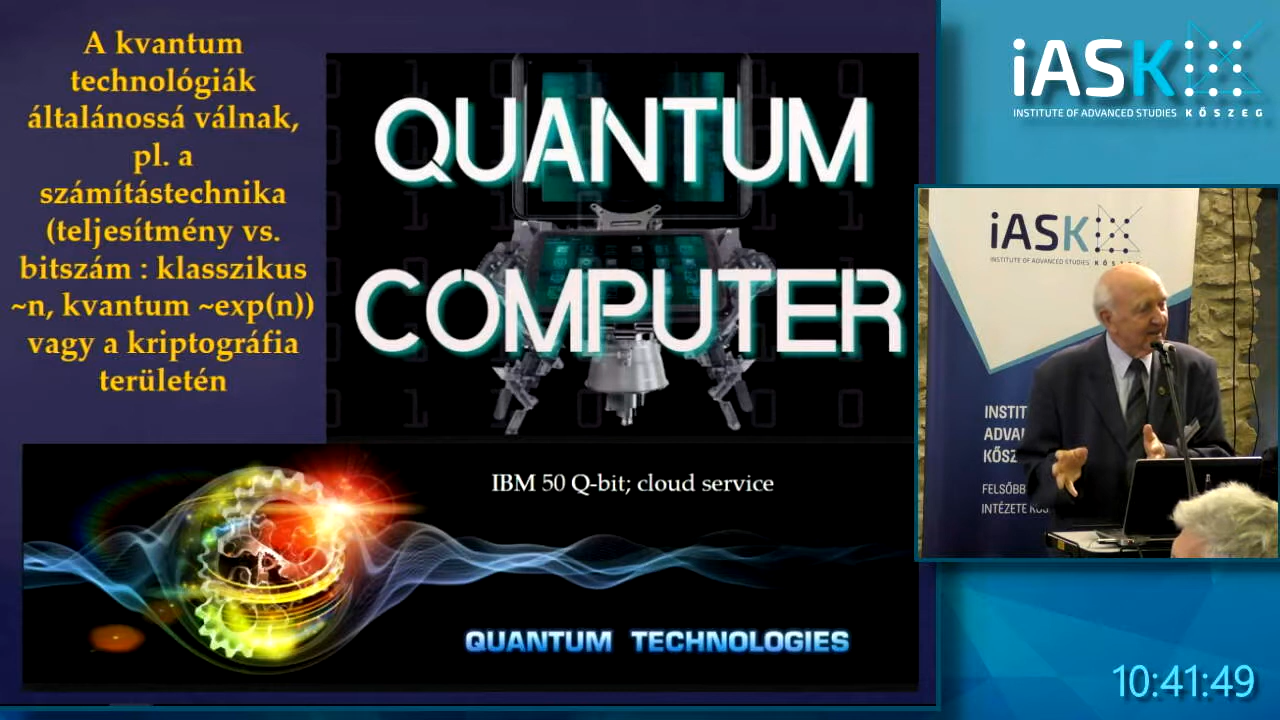 A kvantum
technológiák
általánossá válnak,
pl. a
számítástechnika
(teljesítmény vs.
bitszám : klasszikus
~n, kvantum ~exp(n))
vagy a kriptográfia
területén
QUANTUM
COMPUTER
IBM 50 Q-bit; cloud service
QUANTUM TECHNOLOGIES
iASK
INSTITUTE OF ADVANCED STUDIES KŐSZEG
iASK
INSTITUTE OF ADVANCED STUDIES KŐSZEG
INSTIT
ADVA
KŐSZ
FELSŐBB
INTÉZETE KŐS
10:41:49